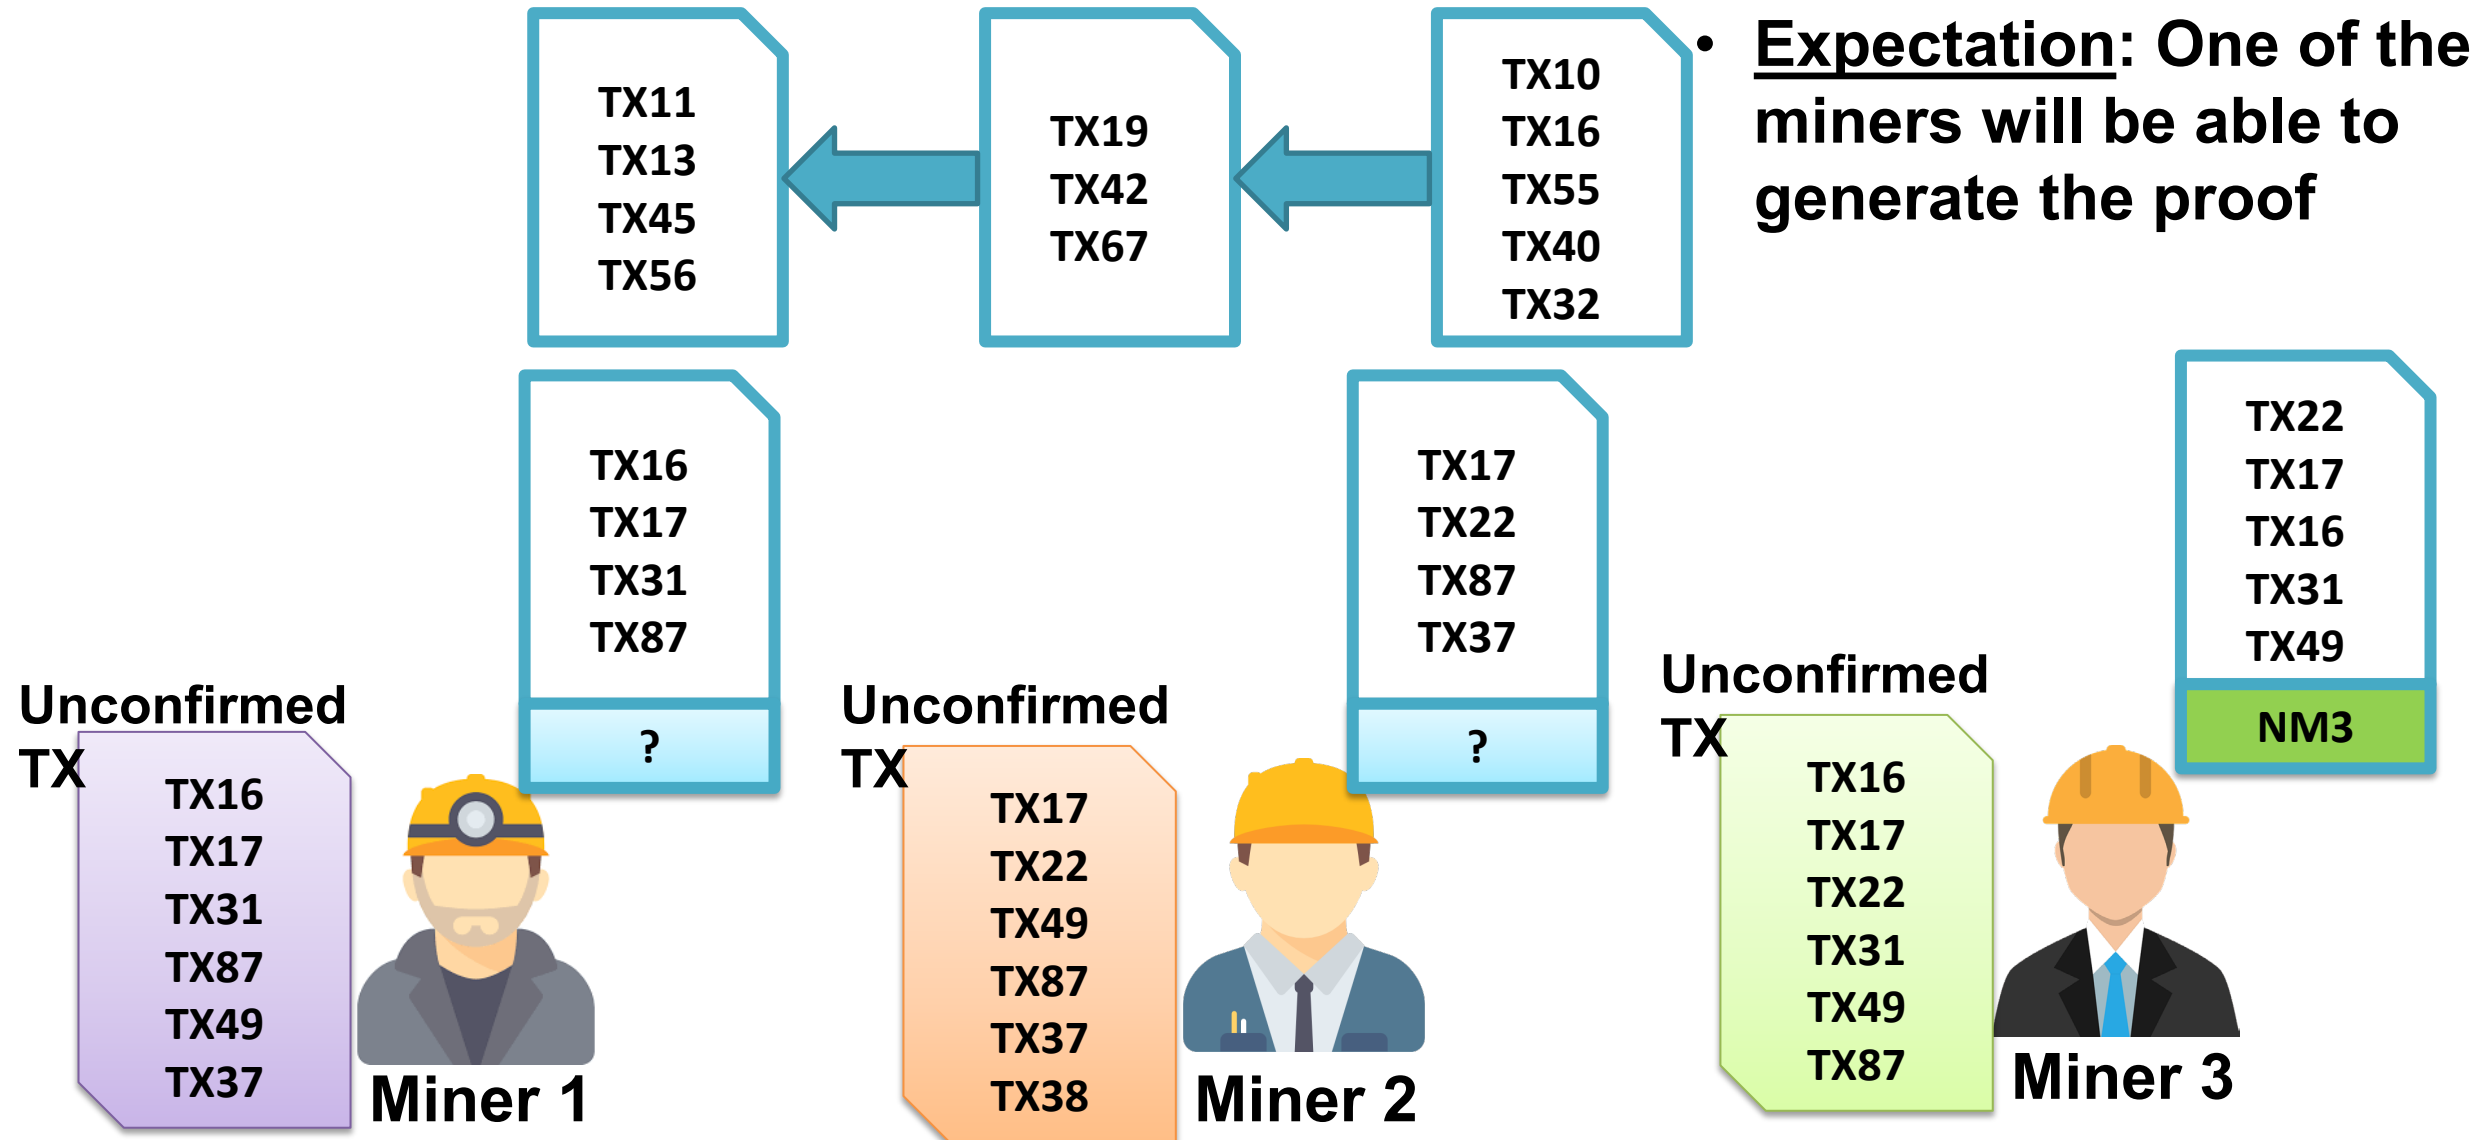 TX11
TX13
TX45
TX56
TX19
TX42
TX67
TX10
TX16
TX55
TX40
TX32
• Expectation: One of the
miners will be able to
generate the proof
TX16
TX17
TX31
TX87
?
TX17
TX22
TX87
TX37
?
TX22
TX17
TX16
TX31
TX49
NM3
Unconfirmed
TX
TX16
TX17
TX31
TX87
TX49
TX37
Miner 1
Unconfirmed
TX
TX17
TX22
TX49
TX87
TX37
TX38
Miner 2
Unconfirmed
TX
TX16
TX17
TX22
TX31
TX49
TX87
Miner 3